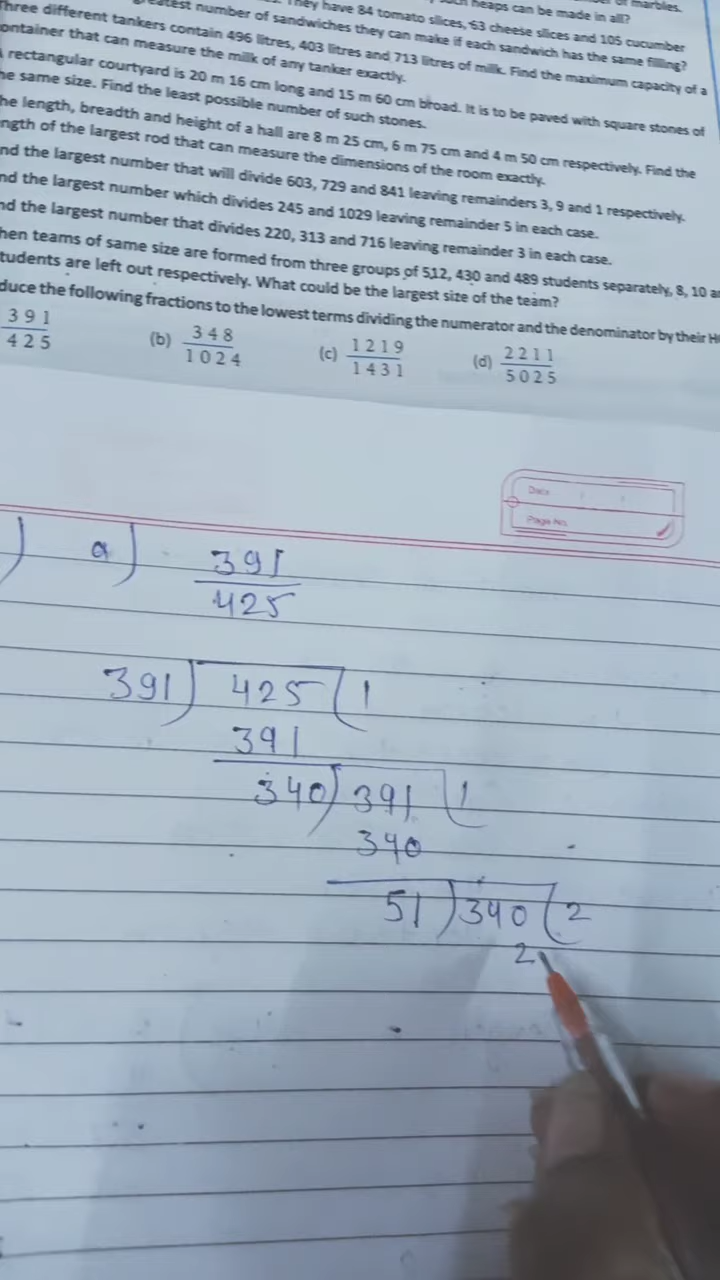 of marbles.
They have 84 tomato slices, 63 cheese slices and 105 cucumber
number of sandwiches they can make if each sandwich has the same filling?
Three different tankers contain 496 litres, 403 litres and 713 litres of milk. Find the maximum capacity of a
container that can measure the milk of any tanker exactly.
rectangular courtyard is 20 m 16 cm long and 15 m 60 cm broad. It is to be paved with square stones of
same size. Find the least possible number of such stones.
length, breadth and height of a hall are 8 m 25 cm, 6 m 75 cm and 4 m 50 cm respectively. Find the
of the largest rod that can measure the dimensions of the room exactly.
the largest number that will divide 603, 729 and 841 leaving remainders 3, 9 and 1 respectively.
the largest number which divides 245 and 1029 leaving remainder 5 in each case.
the largest number that divides 220, 313 and 716 leaving remainder 3 in each case.
teams of same size are formed from three groups of 512, 430 and 489 students separately, 8, 10
are left out respectively. What could be the largest size of the team?
the following fractions to the lowest terms dividing the numerator and the denominator by their
391
425
(b) 348
1024
(c) 1219
1431
(d) 2211
5025
Date
Page No.
) a) 391
425
391) 425 ( 1
391
340) 391 ( 1
340
51) 340 ( 2
2